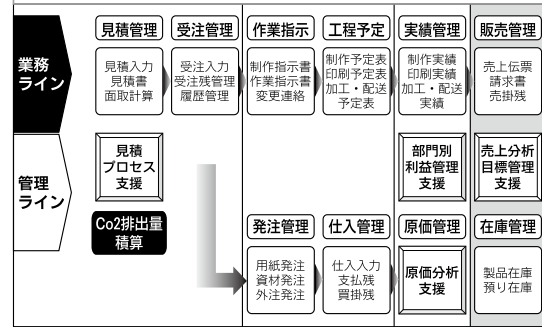 見積管理
受注管理
作業指示
工程予定
実績管理
販売管理
業務
ライン
見積入力
見積書
面取計算
受注入力
受注残管理
履歴管理
制作指示書
作業指示書
変更連絡
制作予定表
印刷予定表
加工・配送
予定表
制作実績
印刷実績
加工・配送
実績
売上伝票
請求書
売掛残
管理
ライン
見積
プロセス
支援
部門別
利益管理
支援
売上分析
目標管理
支援
Co2排出量
積算
発注管理
仕入管理
原価管理
在庫管理
用紙発注
資材発注
外注発注
仕入入力
支払残
買掛残
原価分析
支援
製品在庫
預り在庫